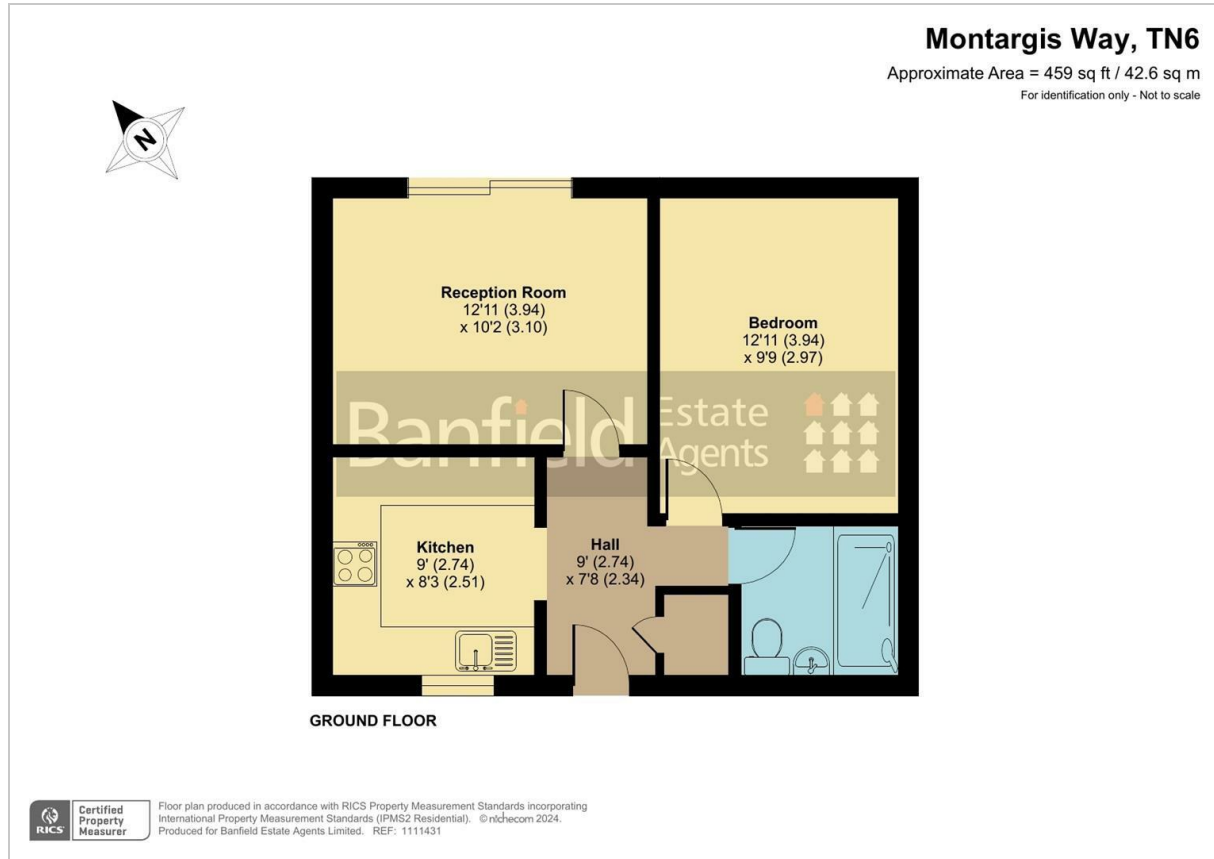 Montargis Way, TN6
Approximate Area = 459 sq ft / 42.6 sq m
For identification only - Not to scale
N
Reception Room
12'11 (3.94)
x 10'2 (3.10)
Bedroom
12'11 (3.94)
x 9'9 (2.97)
Banfield Estate
Agents
Kitchen
9' (2.74)
x 8'3 (2.51)
Hall
9' (2.74)
x 7'8 (2.34)
GROUND FLOOR
RICS
Certified
Property
Measurer
Floor plan produced in accordance with RICS Property Measurement Standards incorporating
International Property Measurement Standards (IPMS2 Residential). © nichecom 2024.
Produced for Banfield Estate Agents Limited. REF: 1111431